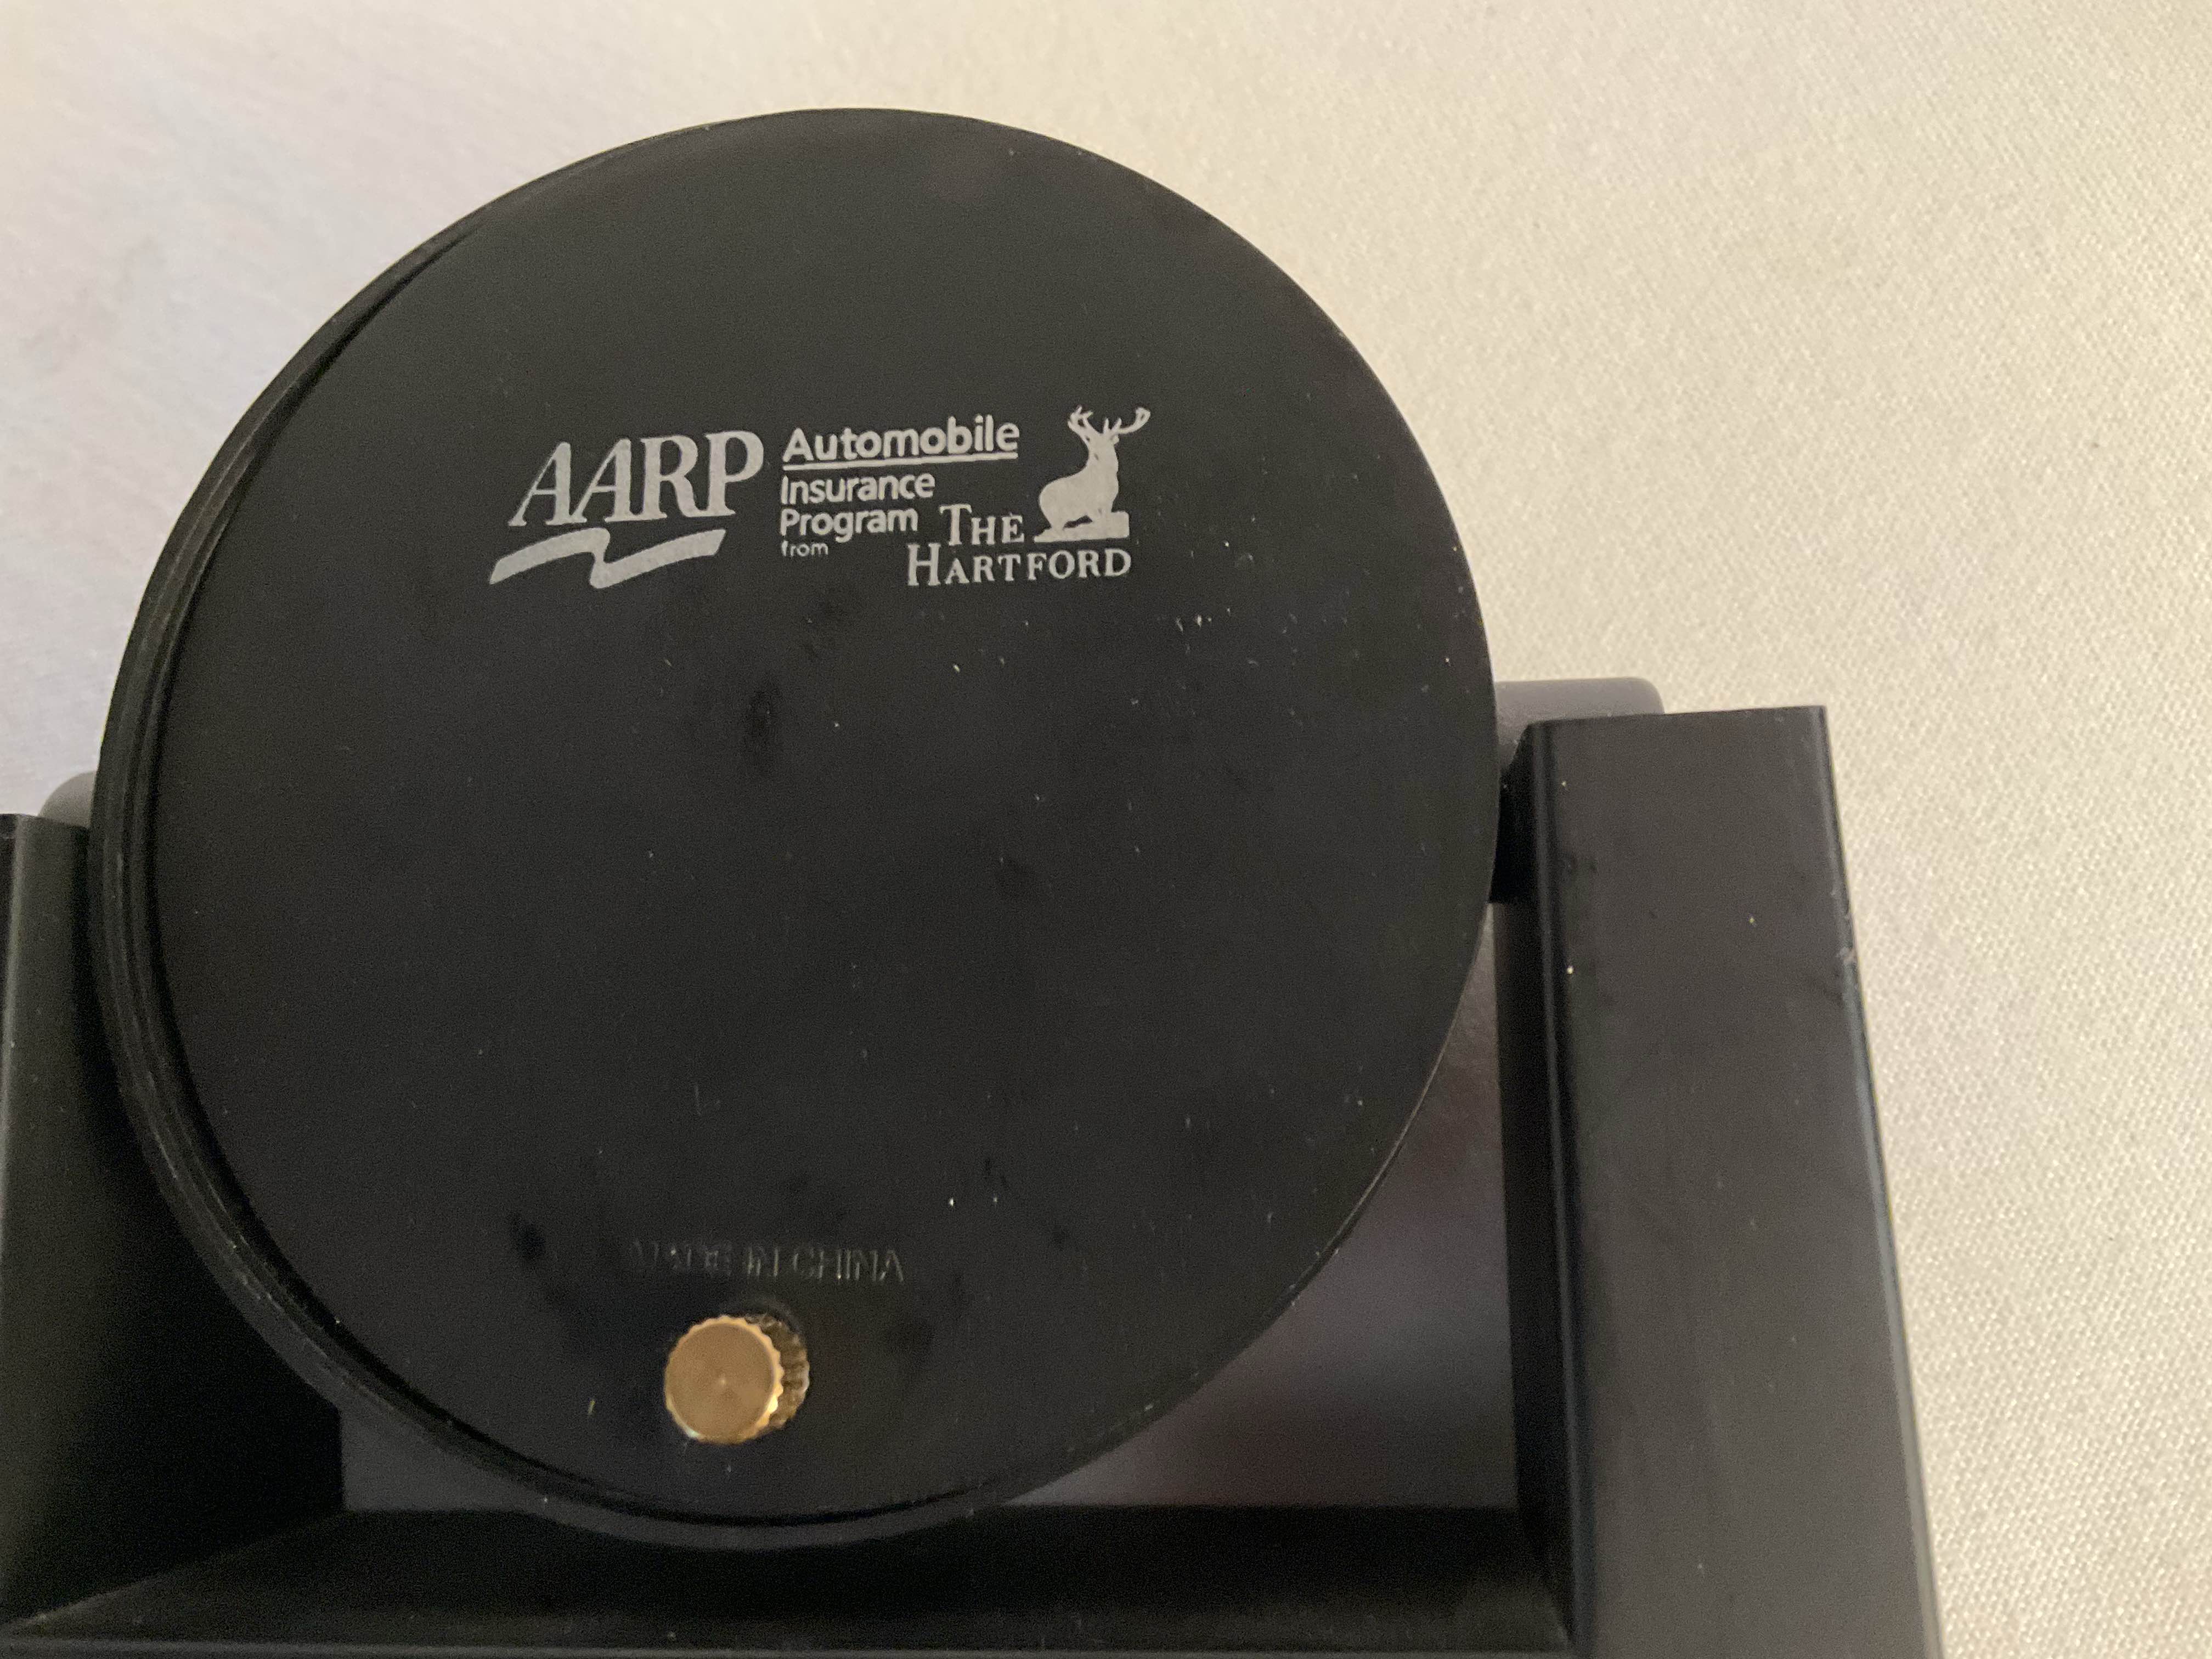 AARP
Automobile
Insurance
Program
from
THE
HARTFORD
MADE IN CHINA